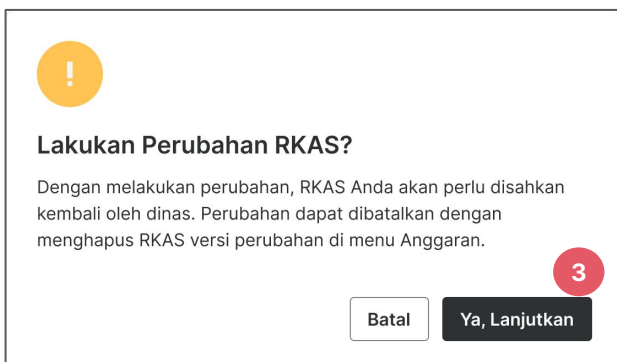 !
Lakukan Perubahan RKAS?
Dengan melakukan perubahan, RKAS Anda akan perlu disahkan
kembali oleh dinas. Perubahan dapat dibatalkan dengan
menghapus RKAS versi perubahan di menu Anggaran.
3
Batal Ya, Lanjutkan